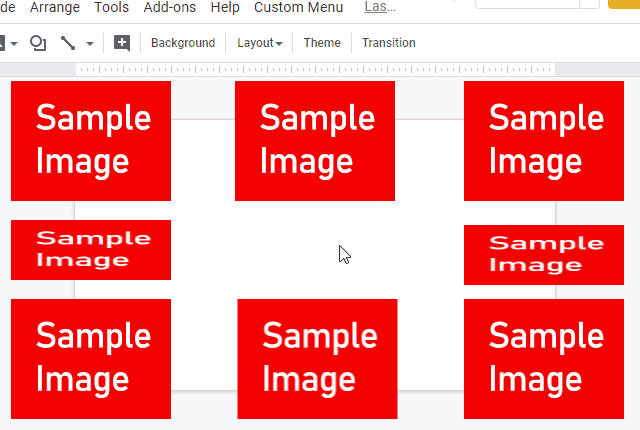 de Arrange Tools Add-ons Help Custom Menu Las...
Background Layout Theme Transition
Sample
Image
Sample
Image
Sample
Image
Sample
Image
Sample
Image
Sample
Image
Sample
Image
Sample
Image